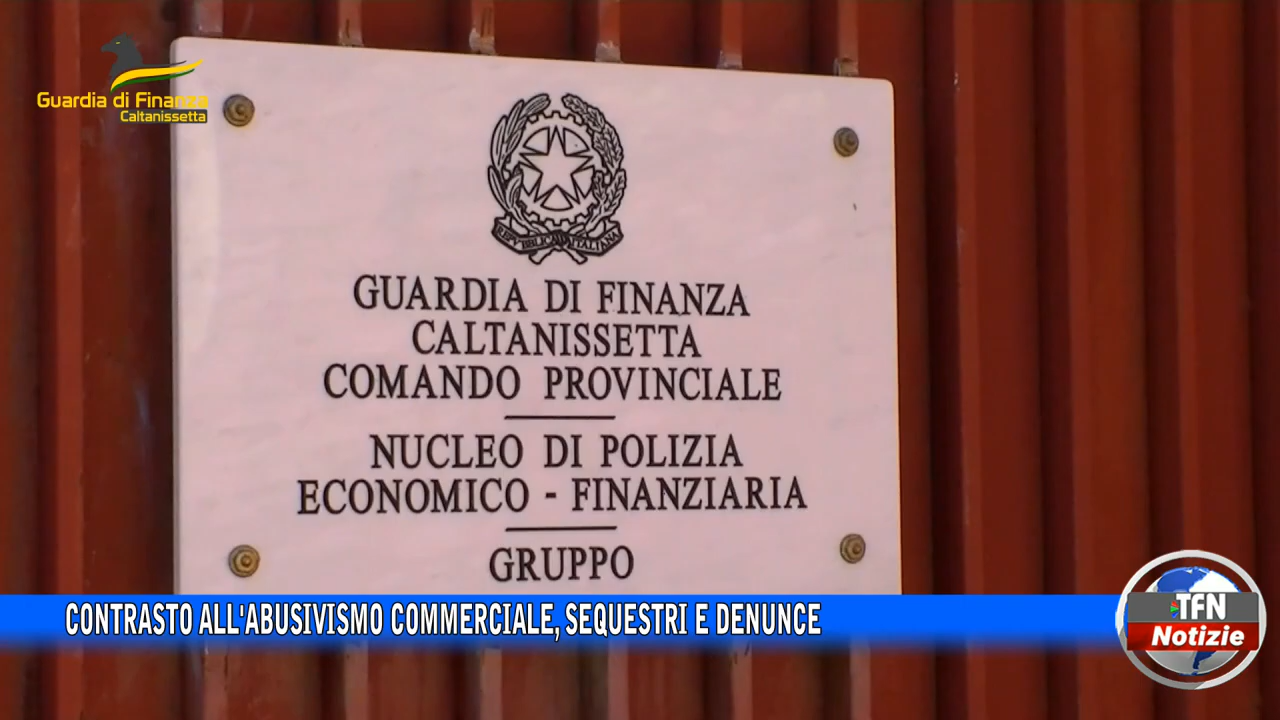 Guardia di Finanza
Caltanissetta
REPVBBLICA ITALIANA
GUARDIA DI FINANZA
CALTANISSETTA
COMANDO PROVINCIALE
NUCLEO DI POLIZIA
ECONOMICO - FINANZIARIA
GRUPPO
CONTRASTO ALL'ABUSIVISMO COMMERCIALE, SEQUESTRI E DENUNCE
TFN
Notizie